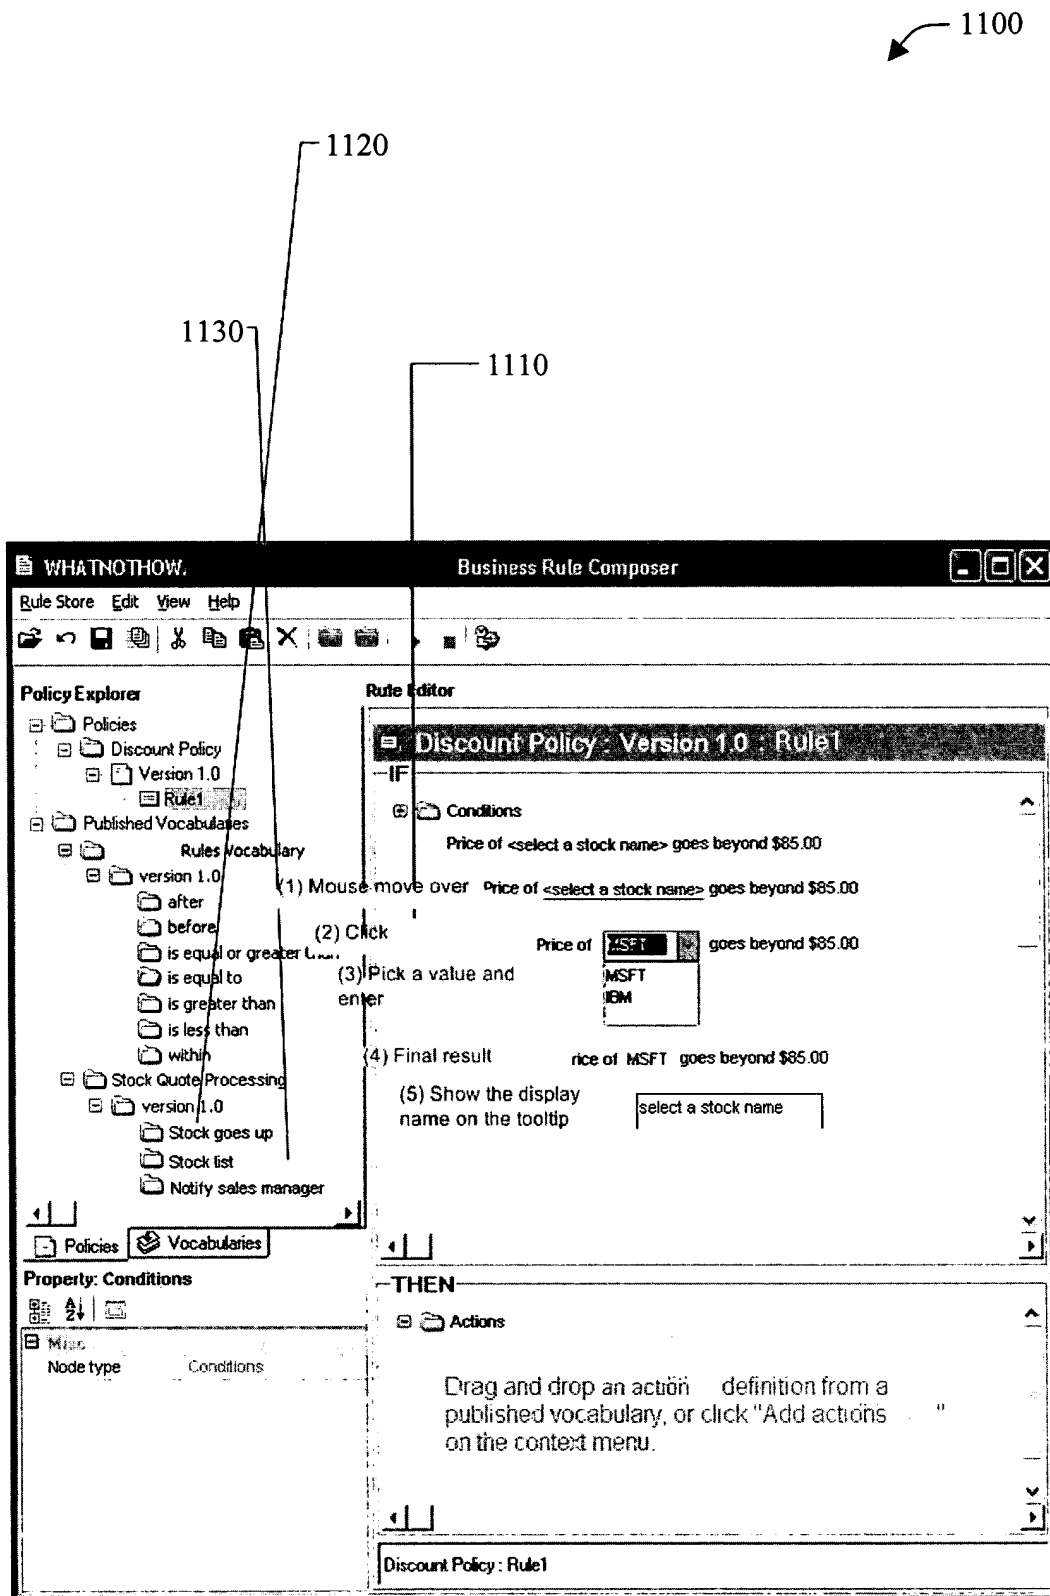 1100
1120
1130
1110
WHATNOTHOW. Business Rule Composer
Rule Store Edit View Help
Policy Explorer
Policies
Discount Policy
Version 1.0
Rule1
Published Vocabularies
Rules Vocabulary
version 1.0
after
before
is equal or greater than
is equal to
is greater than
is less than
within
Stock Quote Processing
version 1.0
Stock goes up
Stock list
Notify sales manager
Policies Vocabularies
Property: Conditions
Misc
Node type Conditions
Rule Editor
Discount Policy : Version 1.0 : Rule1
IF
Conditions
Price of <select a stock name> goes beyond $85.00
(1) Mouse move over Price of <select a stock name> goes beyond $85.00
(2) Click
Price of MSFT goes beyond $85.00
(3) Pick a value and
enter
MSFT
IBM
(4) Final result rice of MSFT goes beyond $85.00
(5) Show the display
name on the tooltip
select a stock name
THEN
Actions
Drag and drop an action definition from a
published vocabulary, or click "Add actions "
on the context menu.
Discount Policy : Rule1